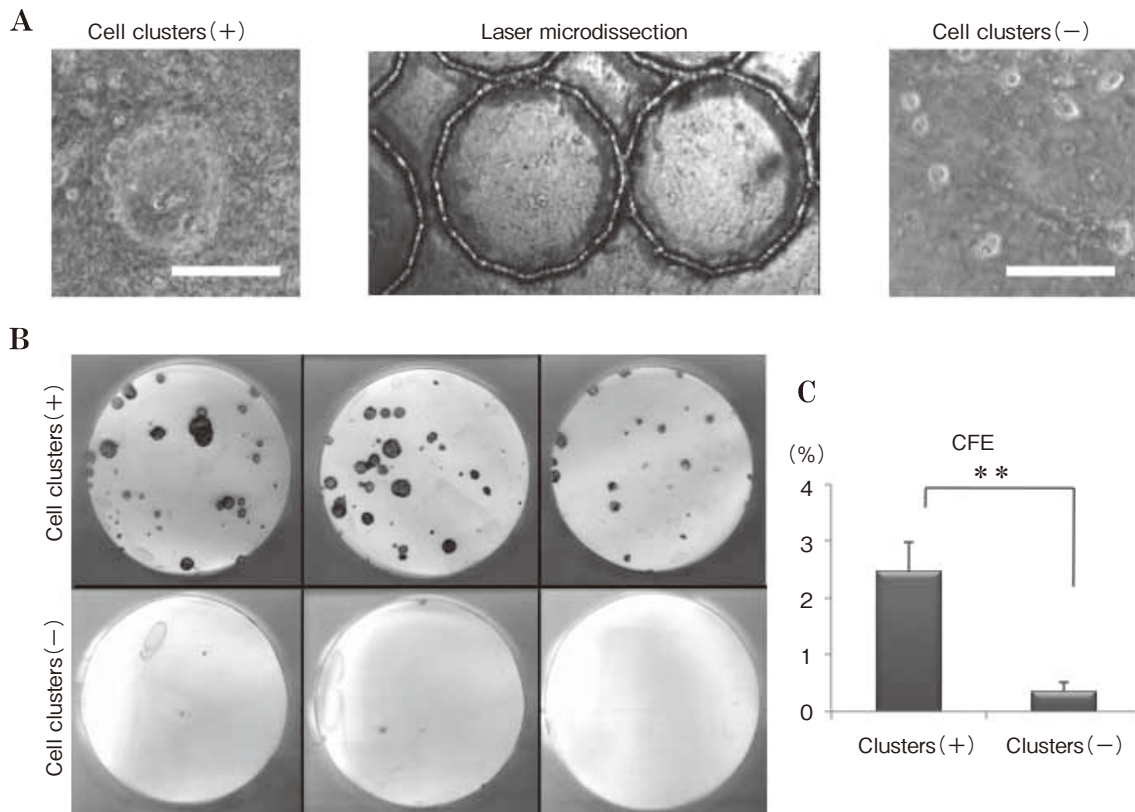 A
Cell clusters(+)
Laser microdissection
Cell clusters(−)
B
Cell clusters(+)
Cell clusters(−)
C
(%)
CFE
**
4
3
2
1
0
Clusters(+)
Clusters(−)